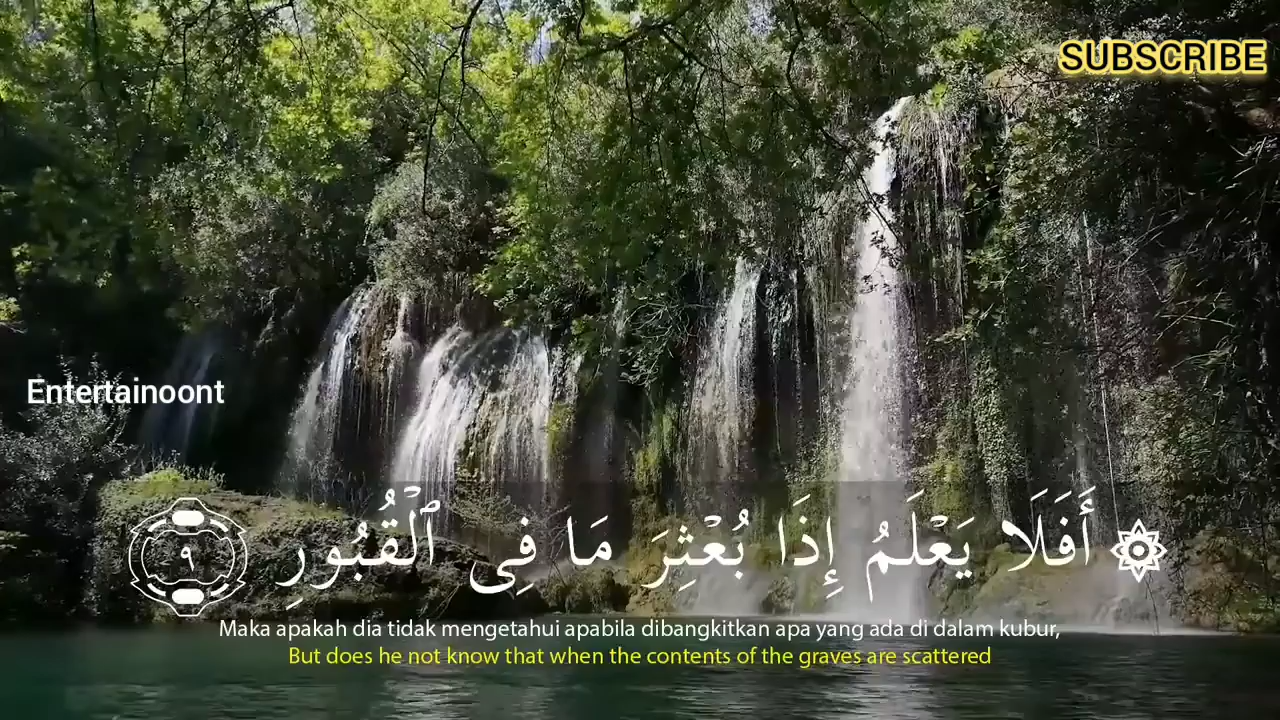 SUBSCRIBE
Entertainoont
۞ أَفَلَا يَعْلَمُ إِذَا بُعْثِرَ مَا فِى ٱلْقُبُورِ ٩
Maka apakah dia tidak mengetahui apabila dibangkitkan apa yang ada di dalam kubur,
But does he not know that when the contents of the graves are scattered